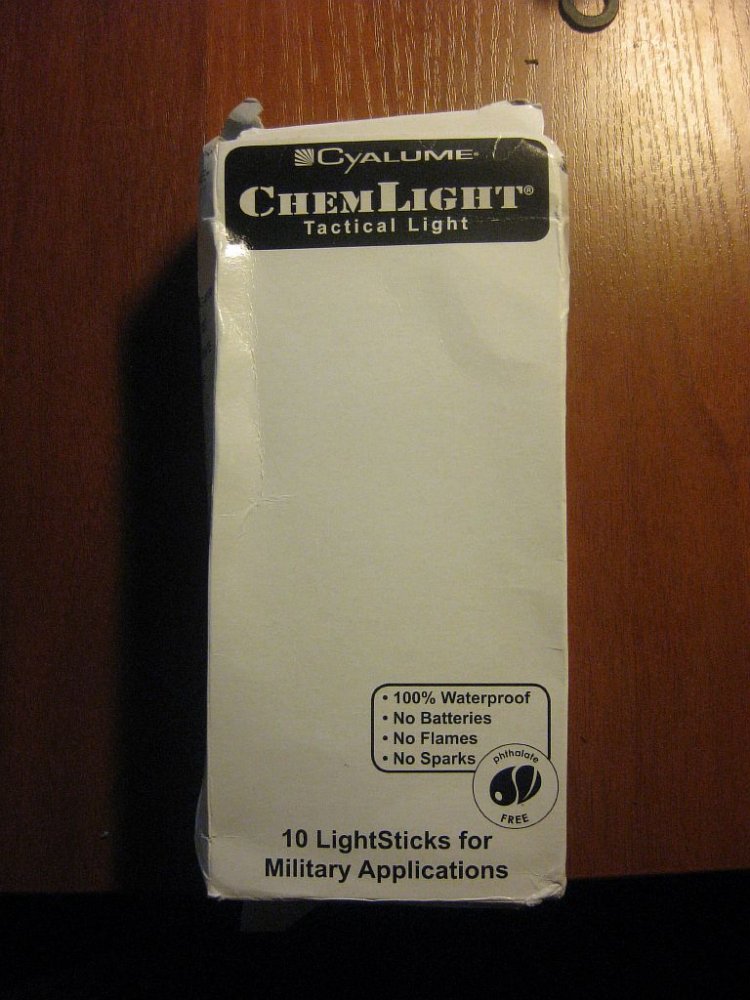 CYALUME®
CHEMLIGHT®
Tactical Light
• 100% Waterproof
• No Batteries
• No Flames
• No Sparks
phthalate
FREE
10 LightSticks for
Military Applications